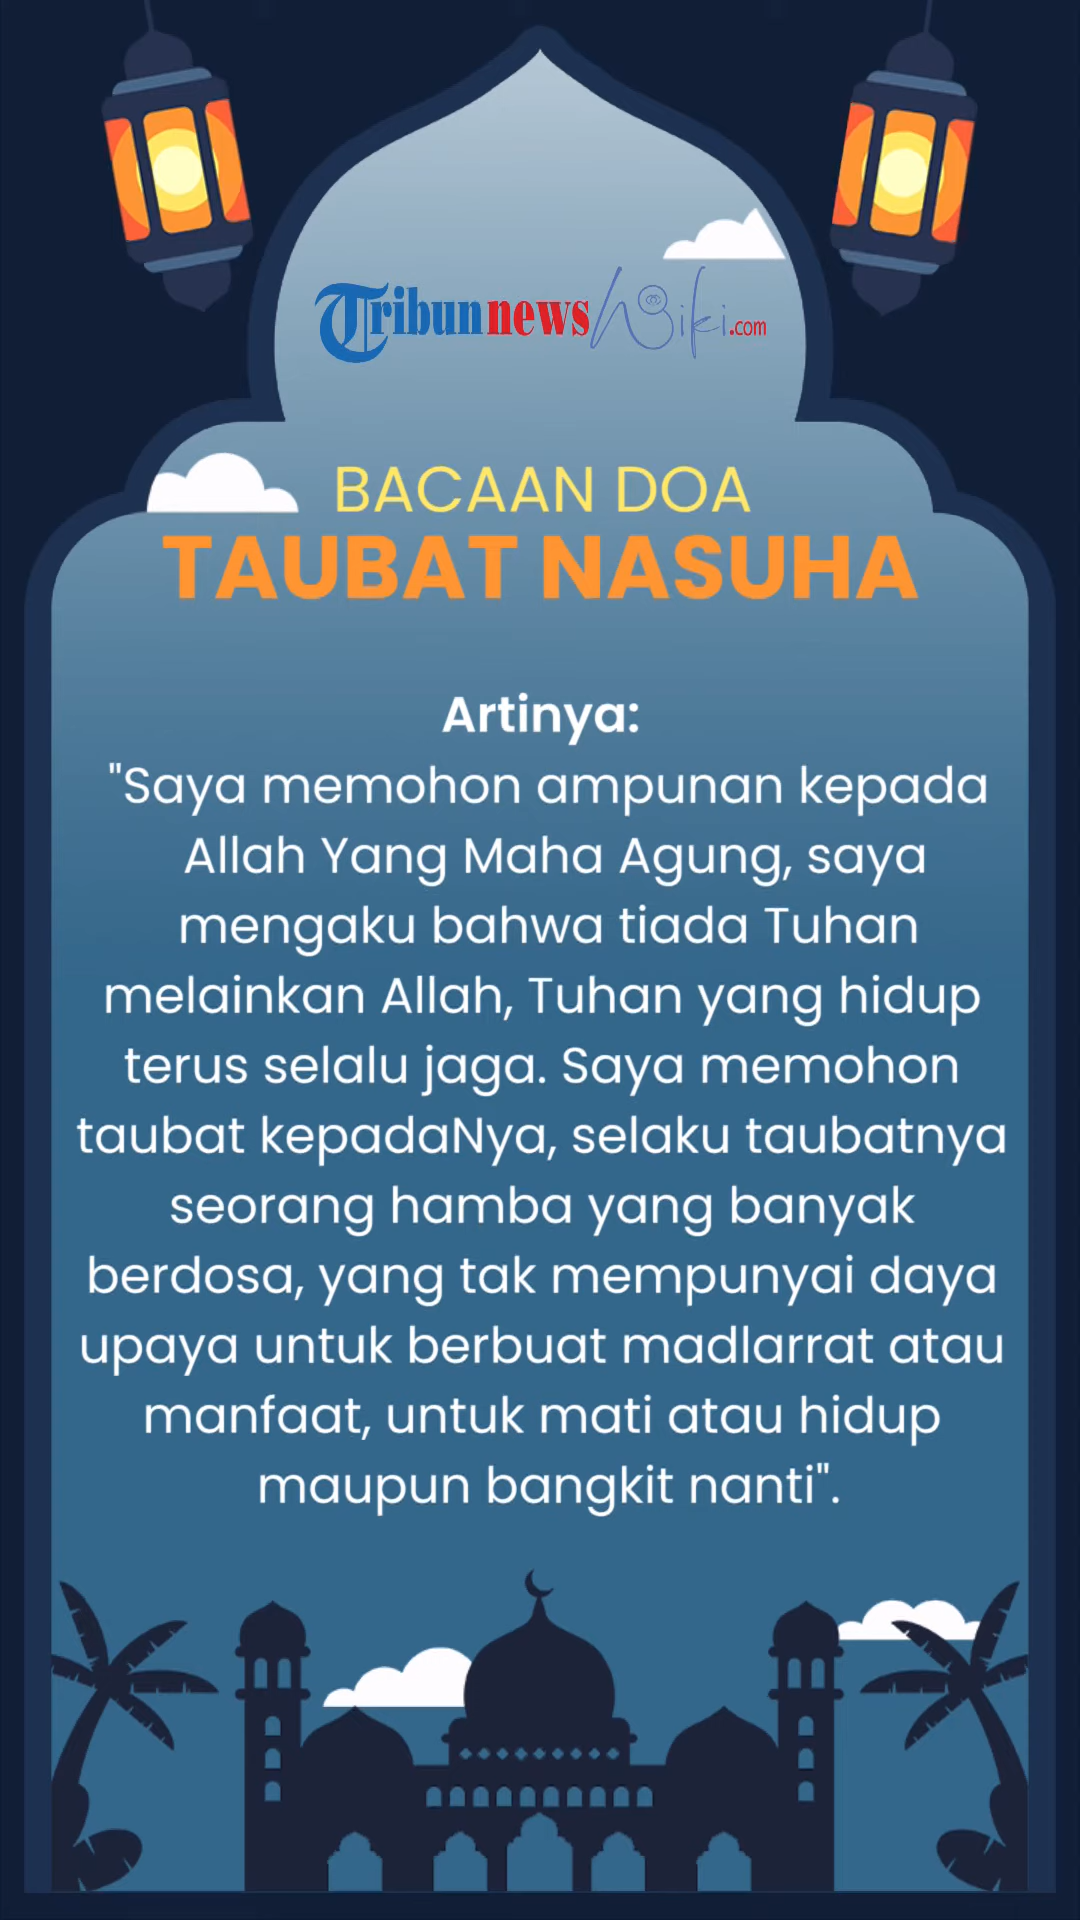 TribunnewsWiki.com
BACAAN DOA
TAUBAT NASUHA
Artinya:
"Saya memohon ampunan kepada
Allah Yang Maha Agung, saya
mengaku bahwa tiada Tuhan
melainkan Allah, Tuhan yang hidup
terus selalu jaga. Saya memohon
taubat kepadaNya, selaku taubatnya
seorang hamba yang banyak
berdosa, yang tak mempunyai daya
upaya untuk berbuat madlarrat atau
manfaat, untuk mati atau hidup
maupun bangkit nanti".